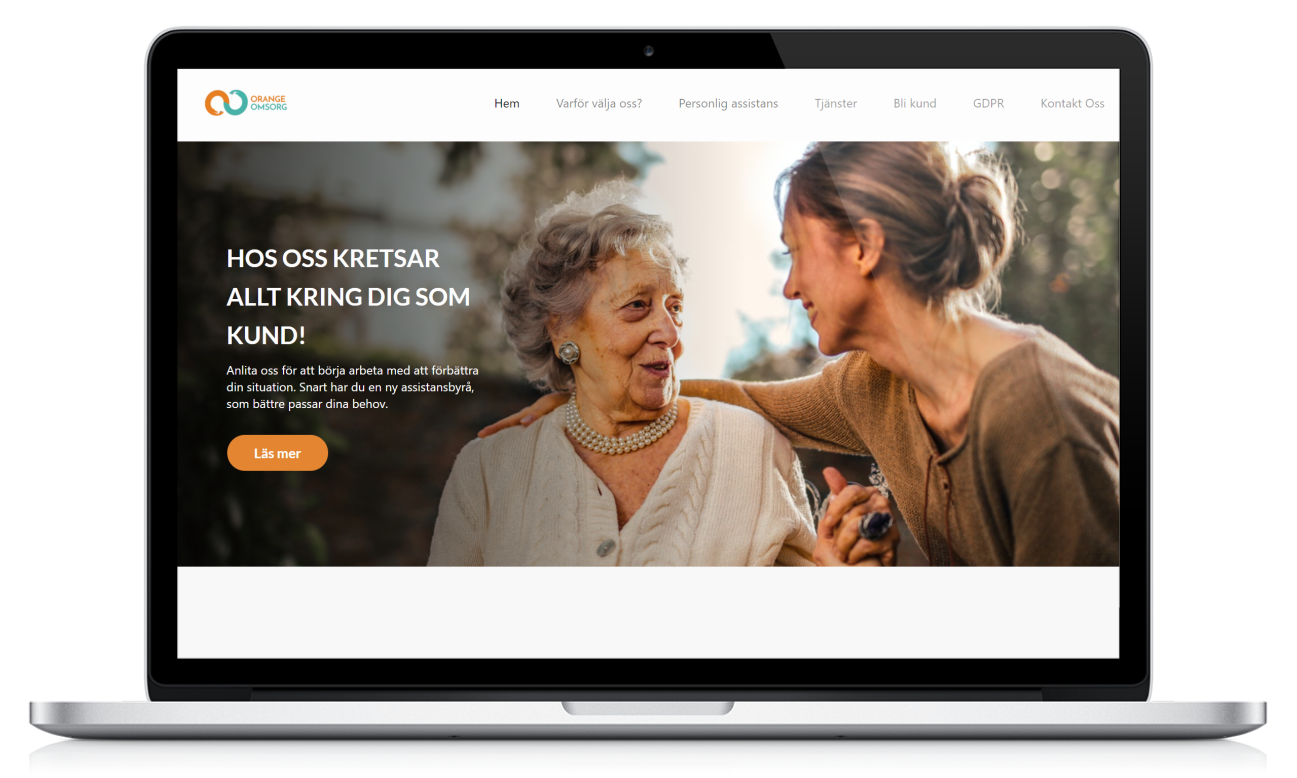 ORANGE
OMSORG
Hem
Varför välja oss?
Personlig assistans
Tjänster
Bli kund
GDPR
Kontakt Oss
HOS OSS KRETSAR
ALLT KRING DIG SOM
KUND!
Anlita oss för att börja arbeta med att förbättra
din situation. Snart har du en ny assistansbyrå,
som bättre passar dina behov.
Läs mer